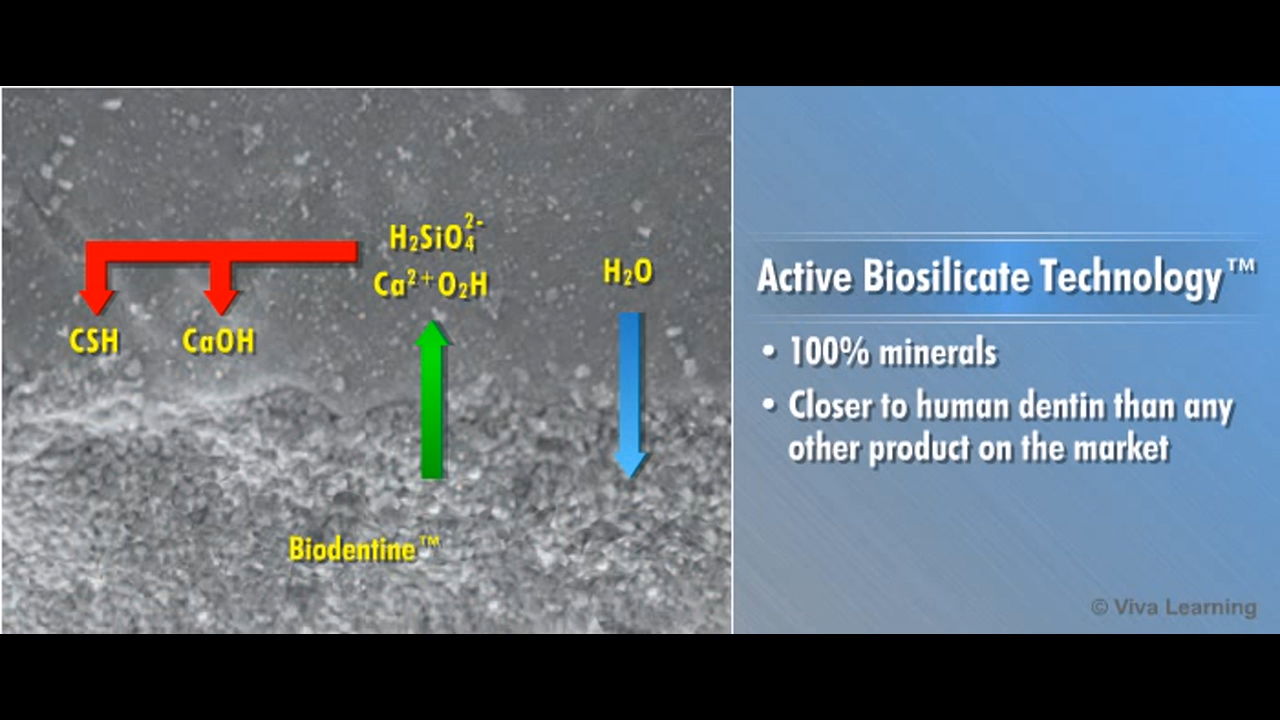 H₂SiO₄²⁻
Ca²⁺O₂H
H₂O
CSH
CaOH
Biodentine™
Active Biosilicate Technology™
• 100% minerals
• Closer to human dentin than any
other product on the market
© Viva Learning